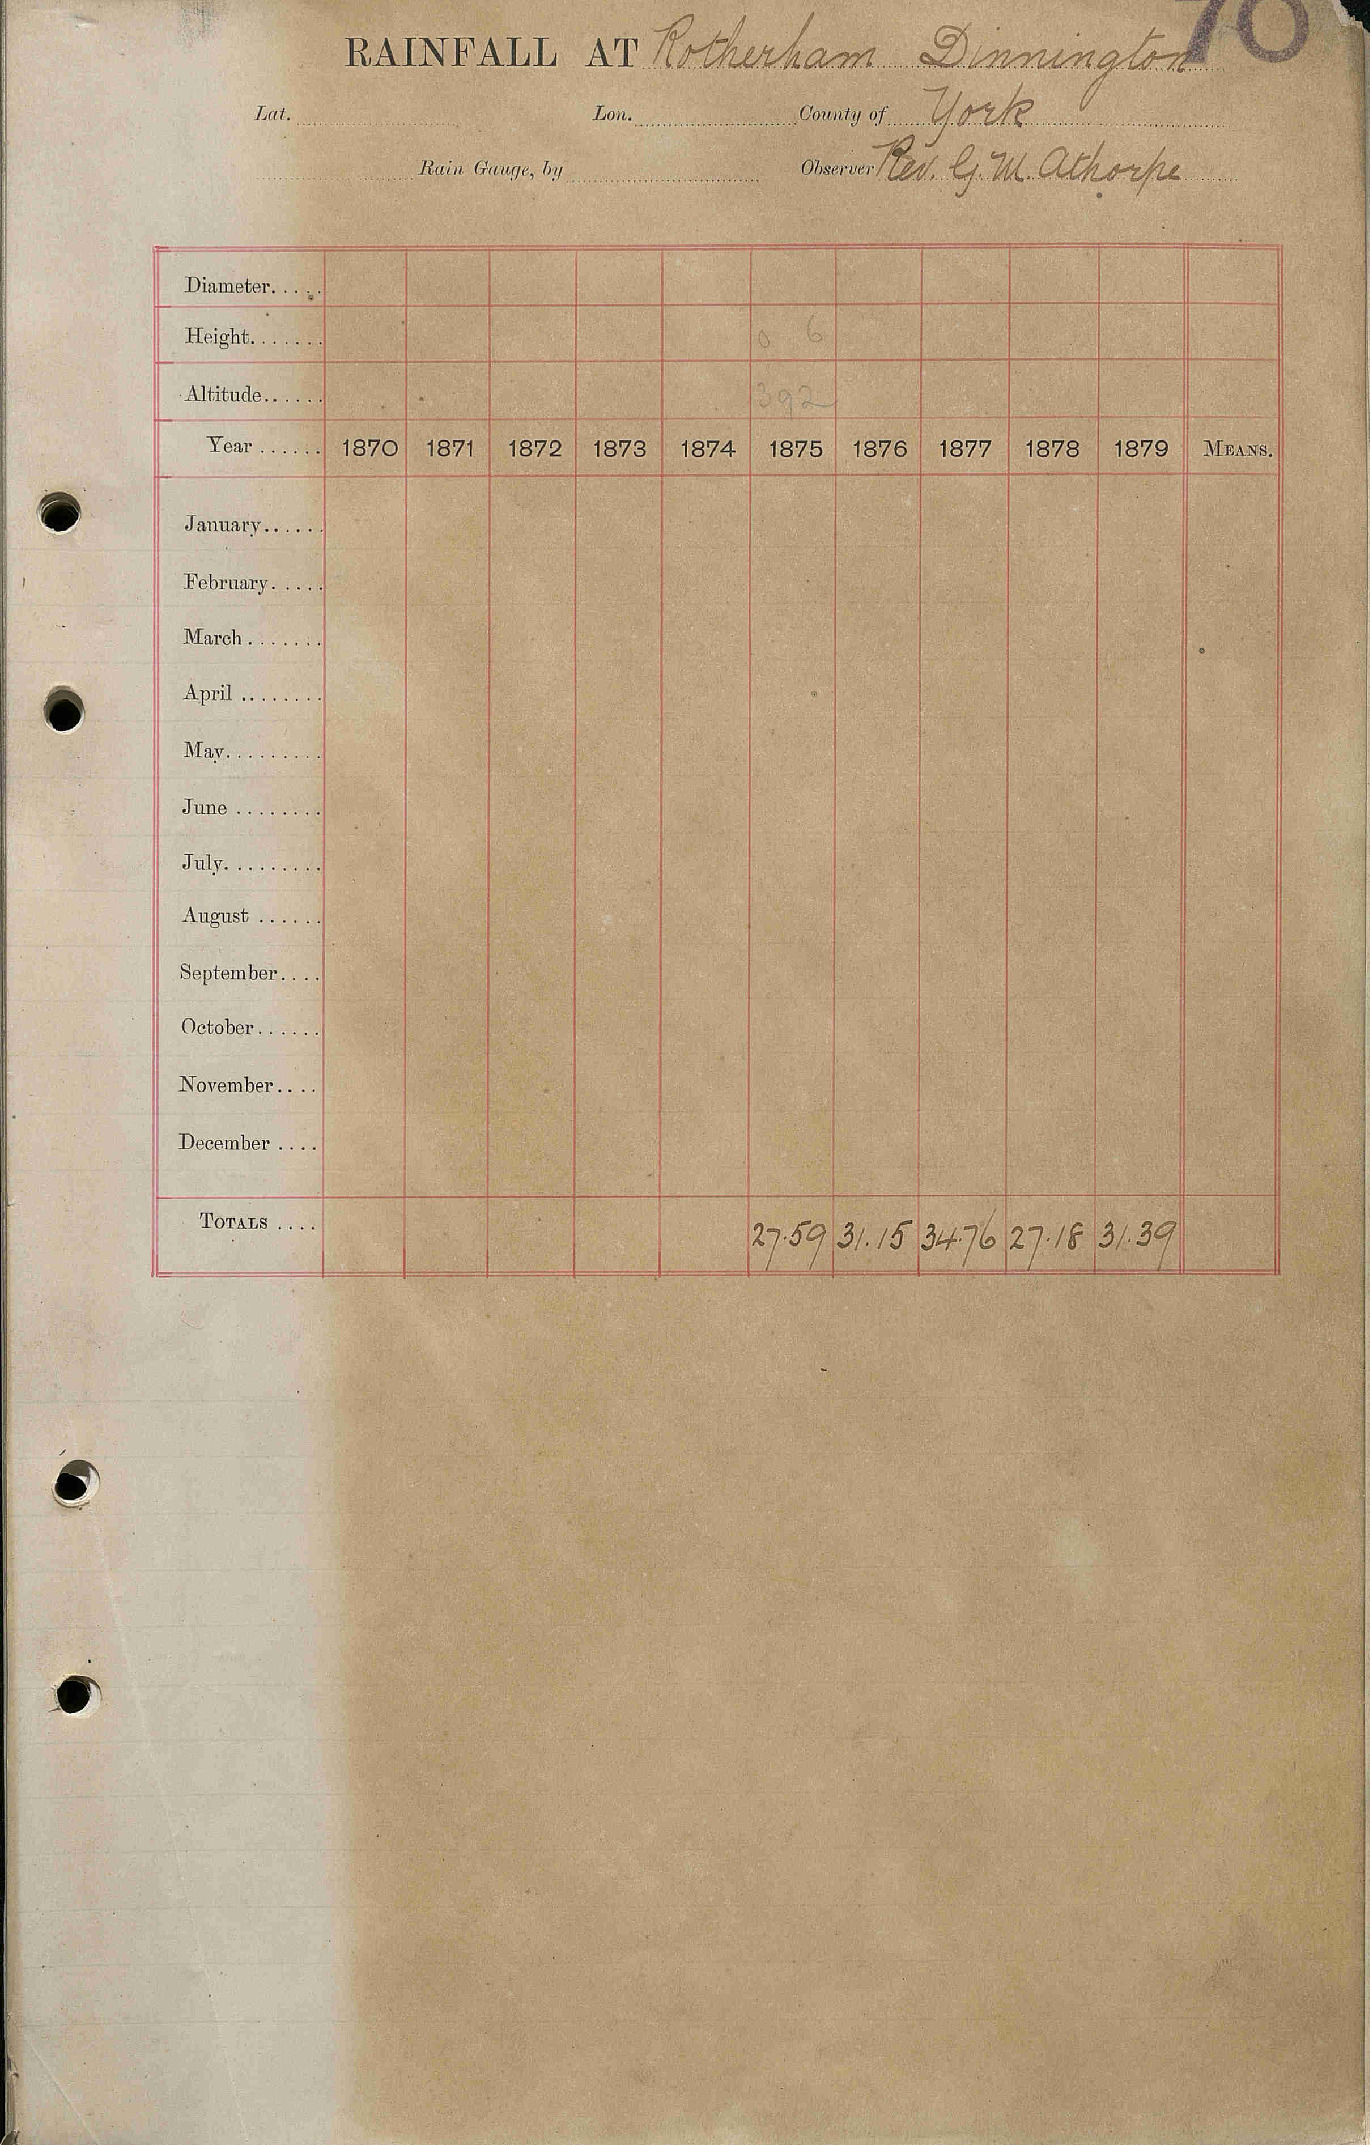 70
RAINFALL AT Rotherham Dinnington
Lat. Lon. County of York
Rain Gauge, by Observer Rev. G. M. Athorpe
Diameter.....
Height....... 0 6
Altitude...... 392
Year ...... 1870 1871 1872 1873 1874 1875 1876 1877 1878 1879 MEANS.
January......
February.....
March .......
April ........
May.........
June ........
July.........
August ......
September....
October......
November....
December ....
TOTALS .... 27.59 31.15 34.76 27.18 31.39